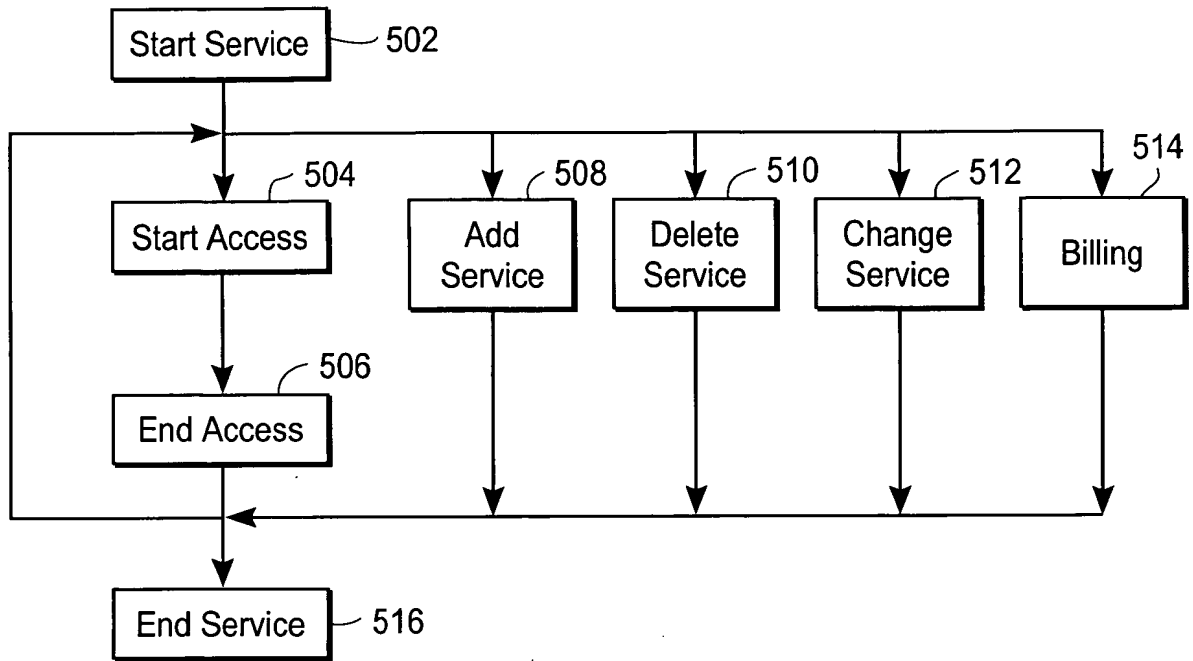 Start Service
502
504
Start Access
508
Add
Service
510
Delete
Service
512
Change
Service
514
Billing
506
End Access
End Service
516